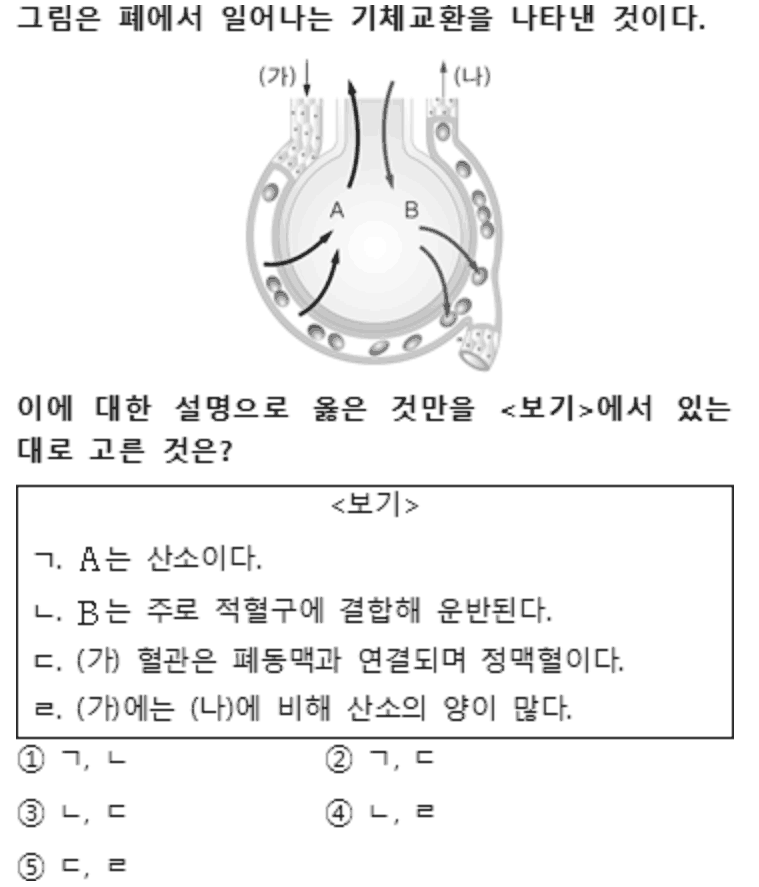 그림은 폐에서 일어나는 기체교환을 나타낸 것이다.
(가) (나)
A B
이에 대한 설명으로 옳은 것만을 <보기>에서 있는
대로 고른 것은?
<보기>
ㄱ. A는 산소이다.
ㄴ. B는 주로 적혈구에 결합해 운반된다.
ㄷ. (가) 혈관은 폐동맥과 연결되며 정맥혈이다.
ㄹ. (가)에는 (나)에 비해 산소의 양이 많다.
① ㄱ, ㄴ ② ㄱ, ㄷ
③ ㄴ, ㄷ ④ ㄴ, ㄹ
⑤ ㄷ, ㄹ